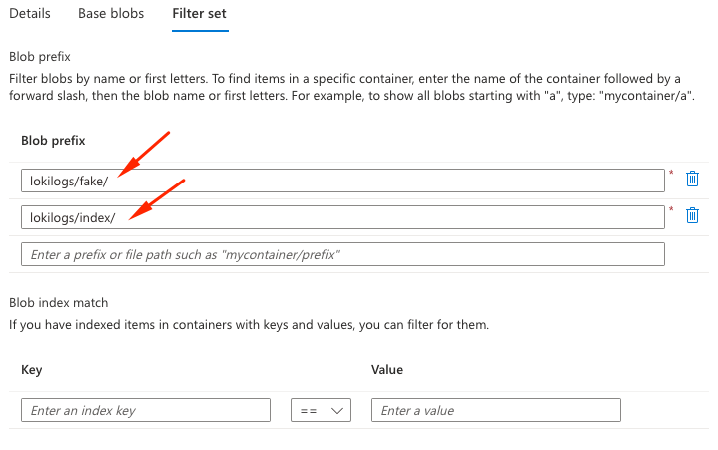 Details Base blobs Filter set
Blob prefix
Filter blobs by name or first letters. To find items in a specific container, enter the name of the container followed by a
forward slash, then the blob name or first letters. For example, to show all blobs starting with "a", type: "mycontainer/a".
Blob prefix
lokilogs/fake/ *
lokilogs/index/ *
Enter a prefix or file path such as "mycontainer/prefix"
Blob index match
If you have indexed items in containers with keys and values, you can filter for them.
Key Value
Enter an index key == Enter a value